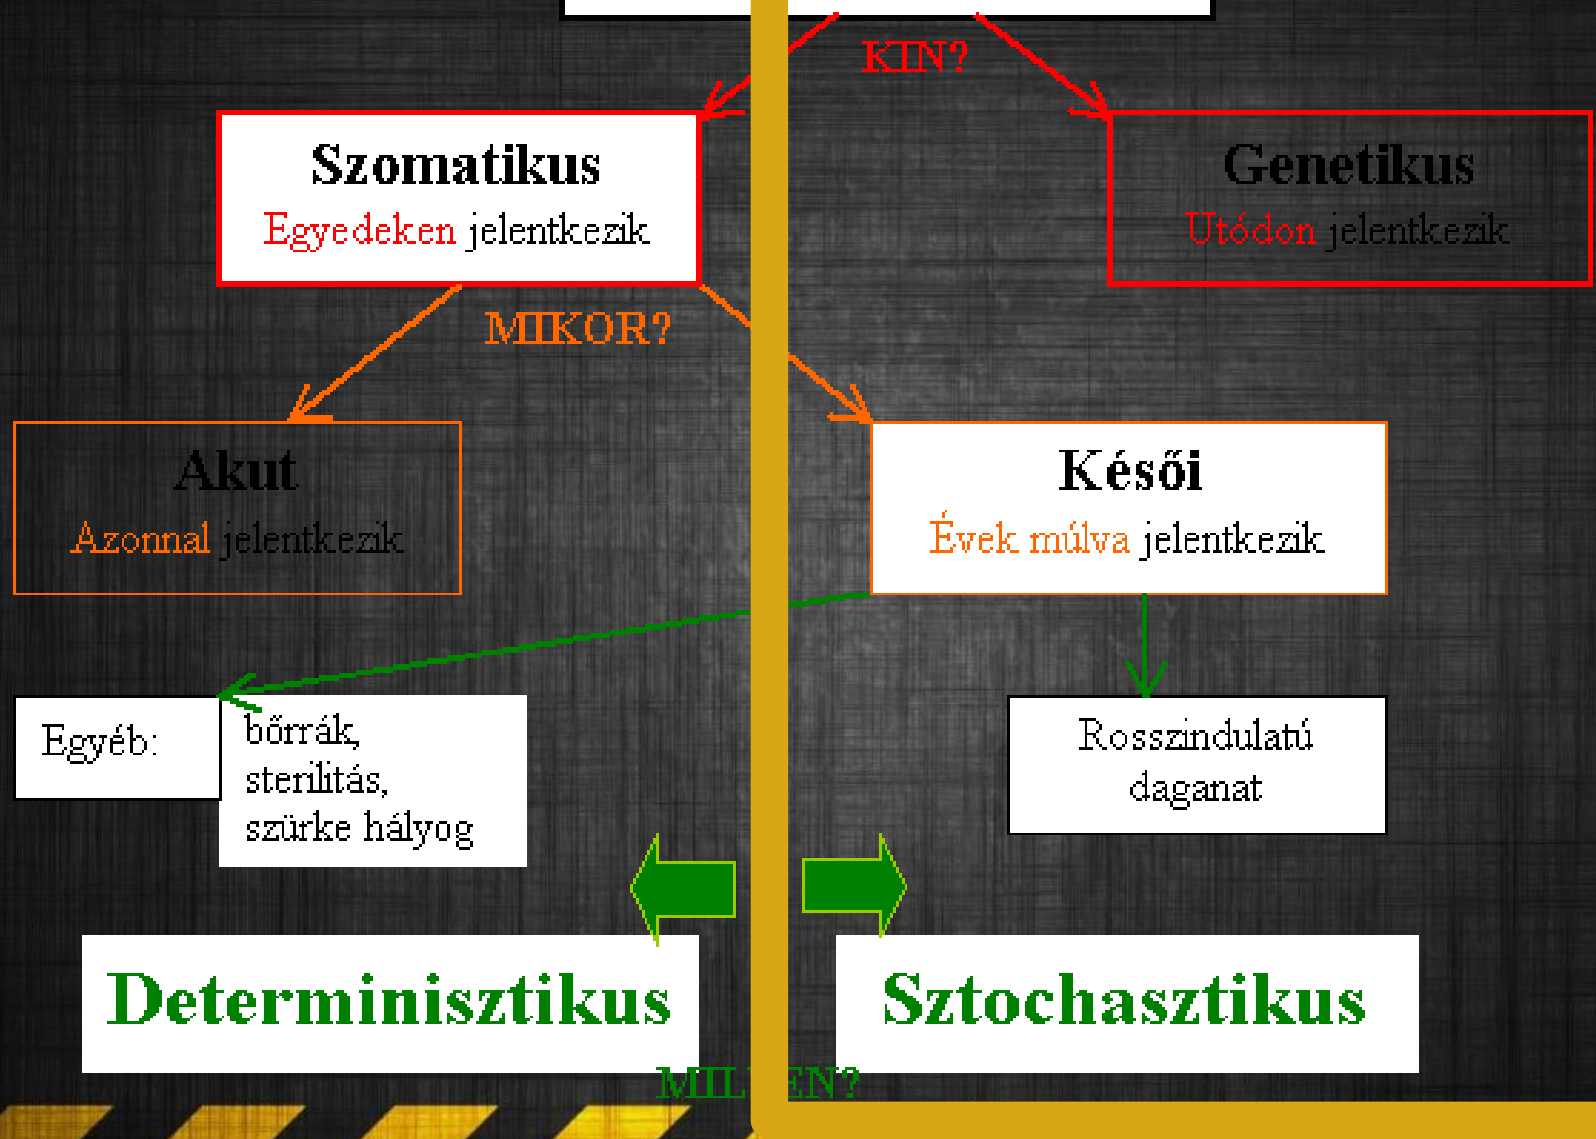 KIN?
Szomatikus
Egyedeken jelentkezik
Genetikus
Utódon jelentkezik
MIKOR?
Akut
Azonnal jelentkezik
Késői
Évek múlva jelentkezik
Egyéb:
bőrrák,
sterilitás,
szürke hályog
Rosszindulatú
daganat
Determinisztikus
Sztochasztikus
MILYEN?